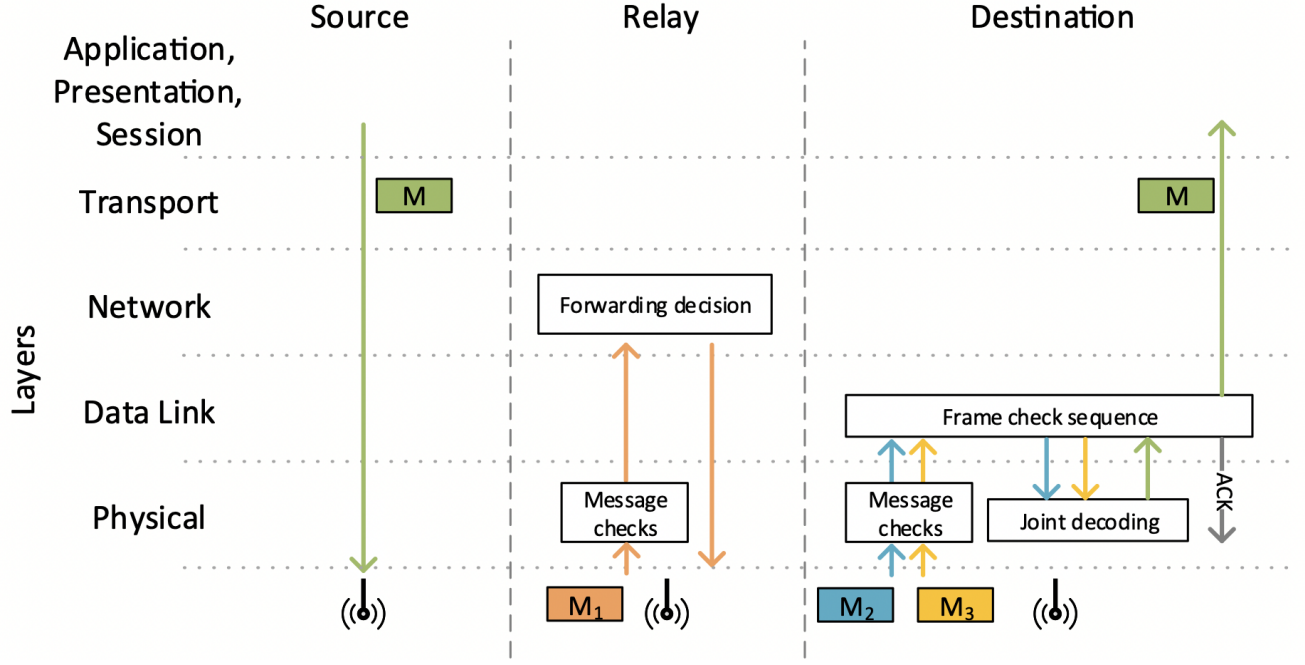 Source
Relay
Destination
Application,
Presentation,
Session
Transport
M
M
Layers
Network
Forwarding decision
Data Link
Frame check sequence
Physical
Message
checks
Message
checks
Joint decoding
ACK
M₁
M₂
M₃